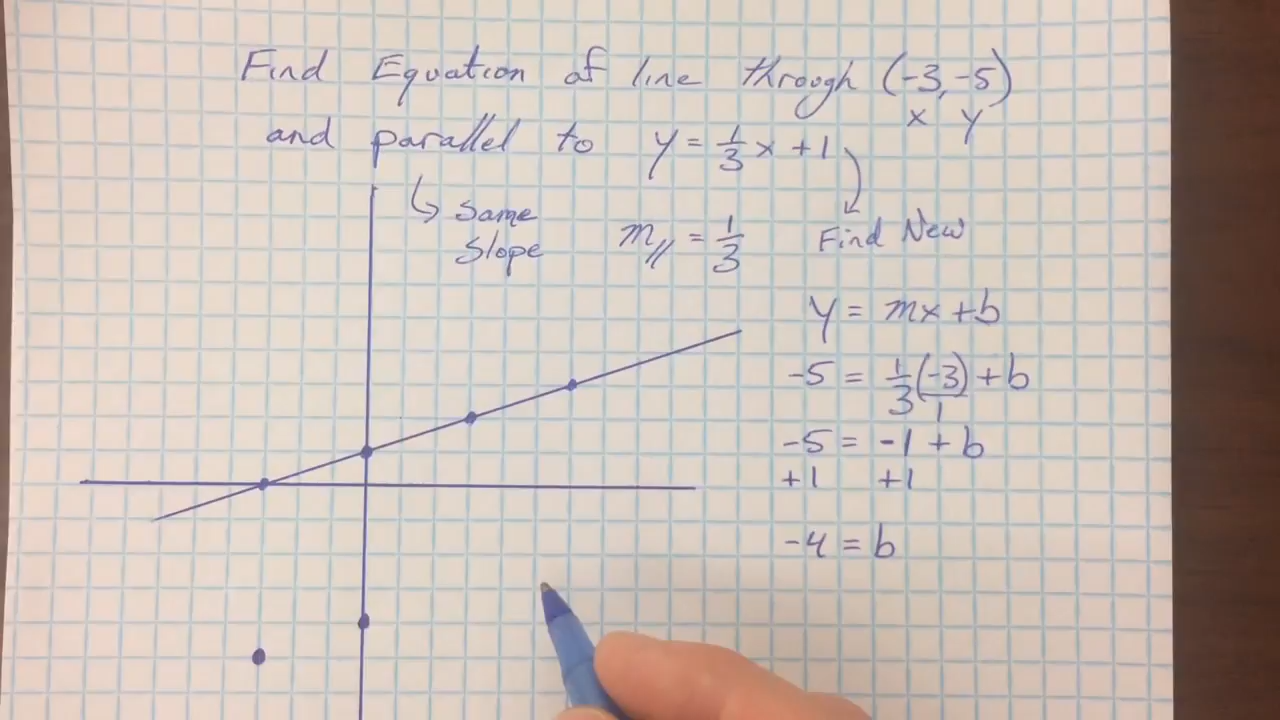 Find Equation of line through (-3, -5)
x y
and parallel to y = 1/3 x + 1
↳ Same
Slope
m// = 1/3
Find New
y = mx + b
-5 = 1/3 (-3)/1 + b
-5 = -1 + b
+1 +1
-4 = b